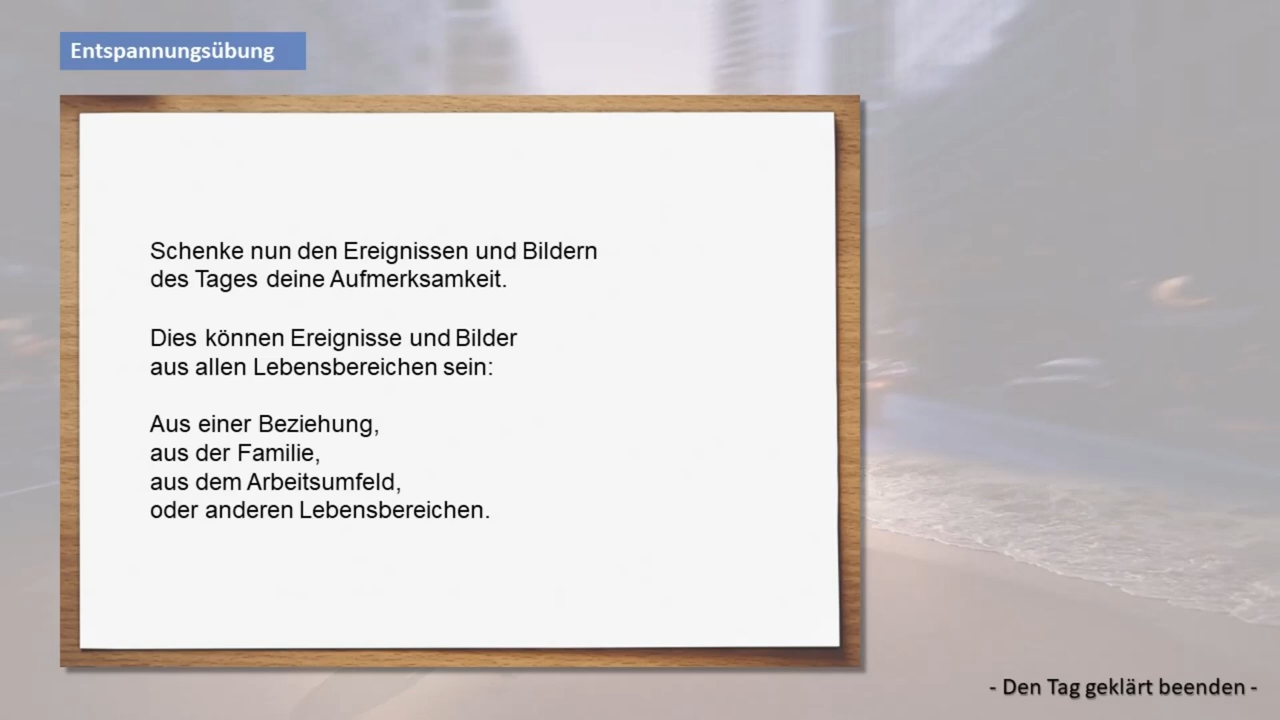 Entspannungsübung
Schenke nun den Ereignissen und Bildern
des Tages deine Aufmerksamkeit.
Dies können Ereignisse und Bilder
aus allen Lebensbereichen sein:
Aus einer Beziehung,
aus der Familie,
aus dem Arbeitsumfeld,
oder anderen Lebensbereichen.
- Den Tag geklärt beenden -